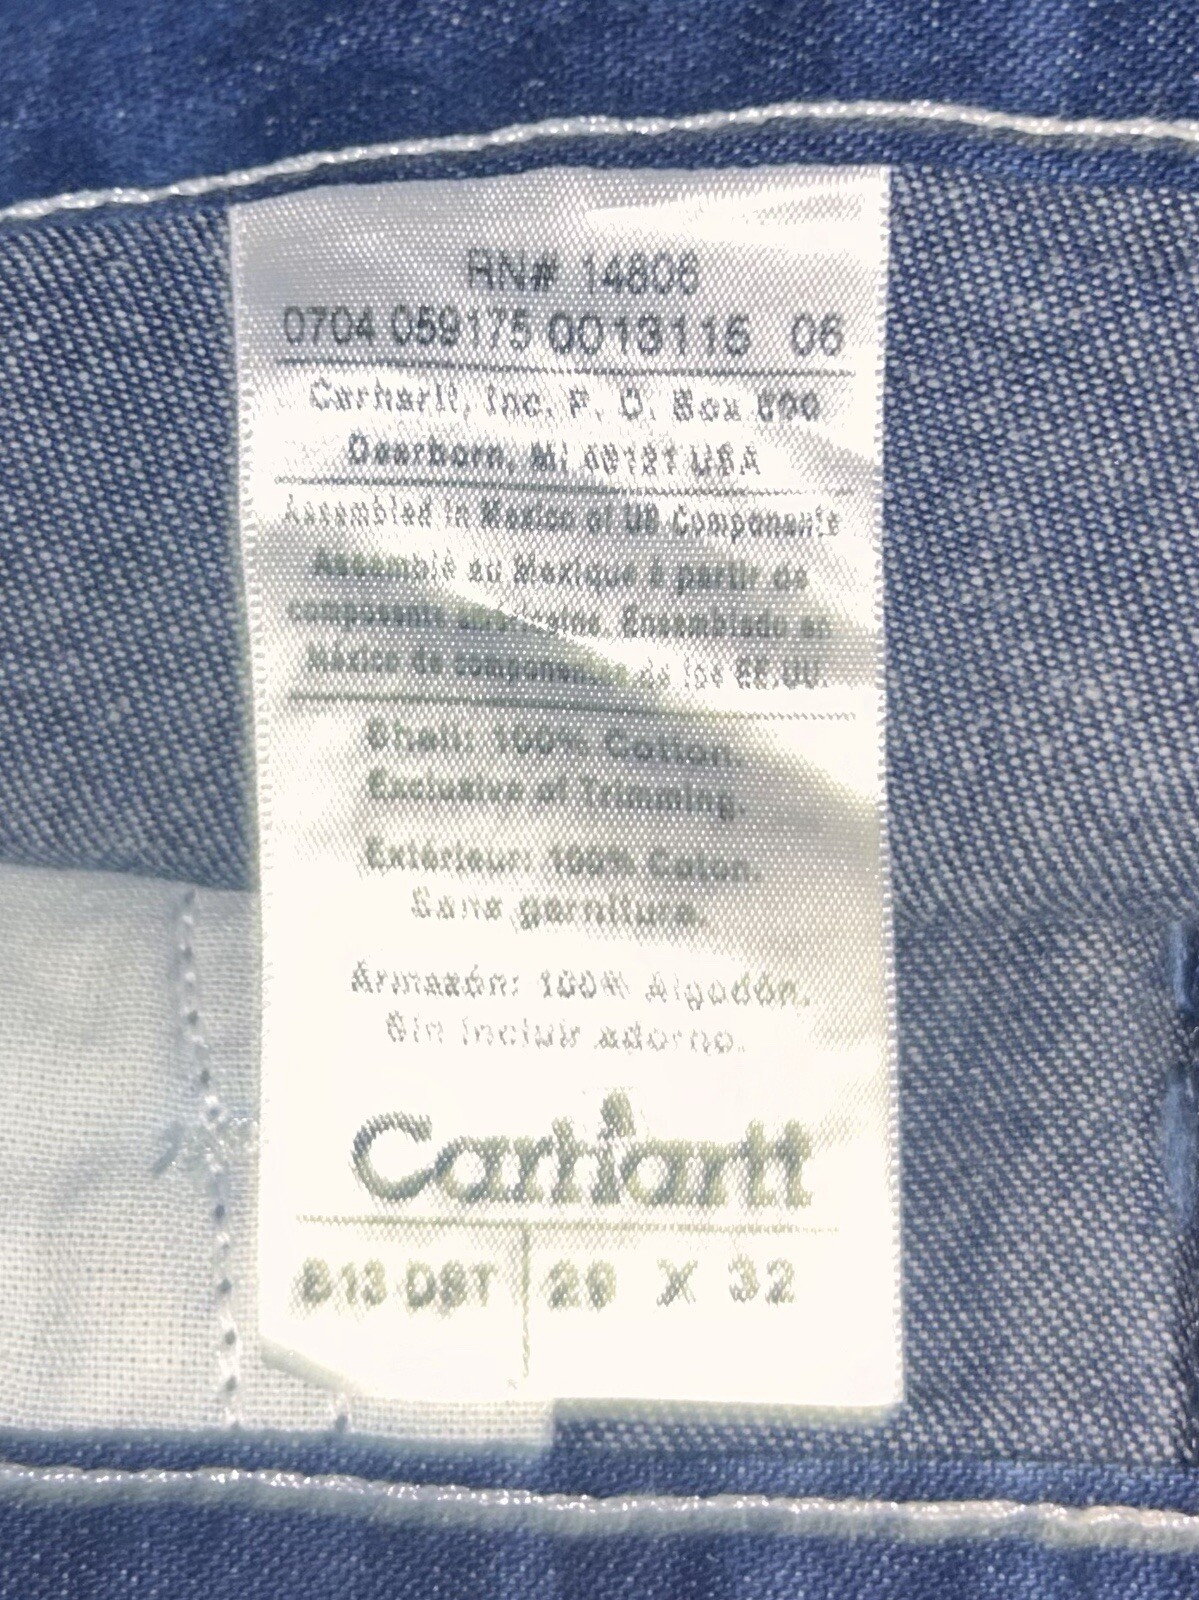 RN# 14806
0704 059175 0013116 06
Carhartt, Inc. P. O. Box 600
Dearborn, MI 48121 USA
Assembled in Mexico of US Components
Assemblé au Mexique à partir de
composants américains. Ensamblado en
México de componentes de los EE.UU.
Shell: 100% Cotton.
Exclusive of Trimming.
Extérieur: 100% Coton.
Sans garniture.
Armazón: 100% Algodón.
Sin incluir adorno.
Carhartt
B13 DST
X 32